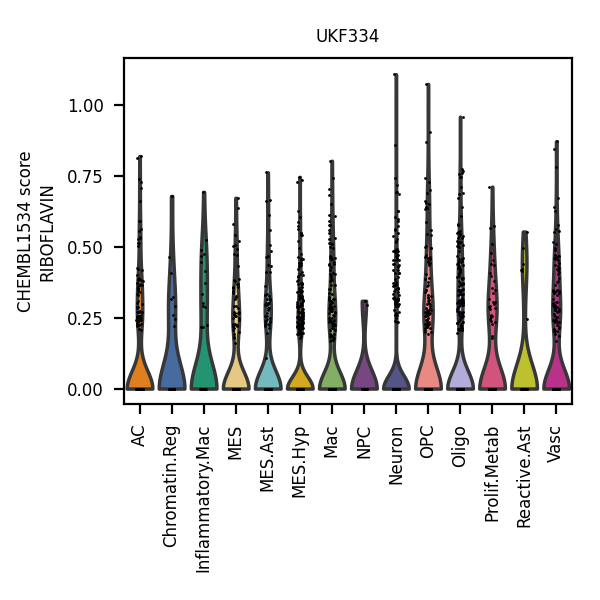 UKF334
CHEMBL1534 score
RIBOFLAVIN
1.00
0.75
0.50
0.25
0.00
AC
Chromatin.Reg
Inflammatory.Mac
MES
MES.Ast
MES.Hyp
Mac
NPC
Neuron
OPC
Oligo
Prolif.Metab
Reactive.Ast
Vasc